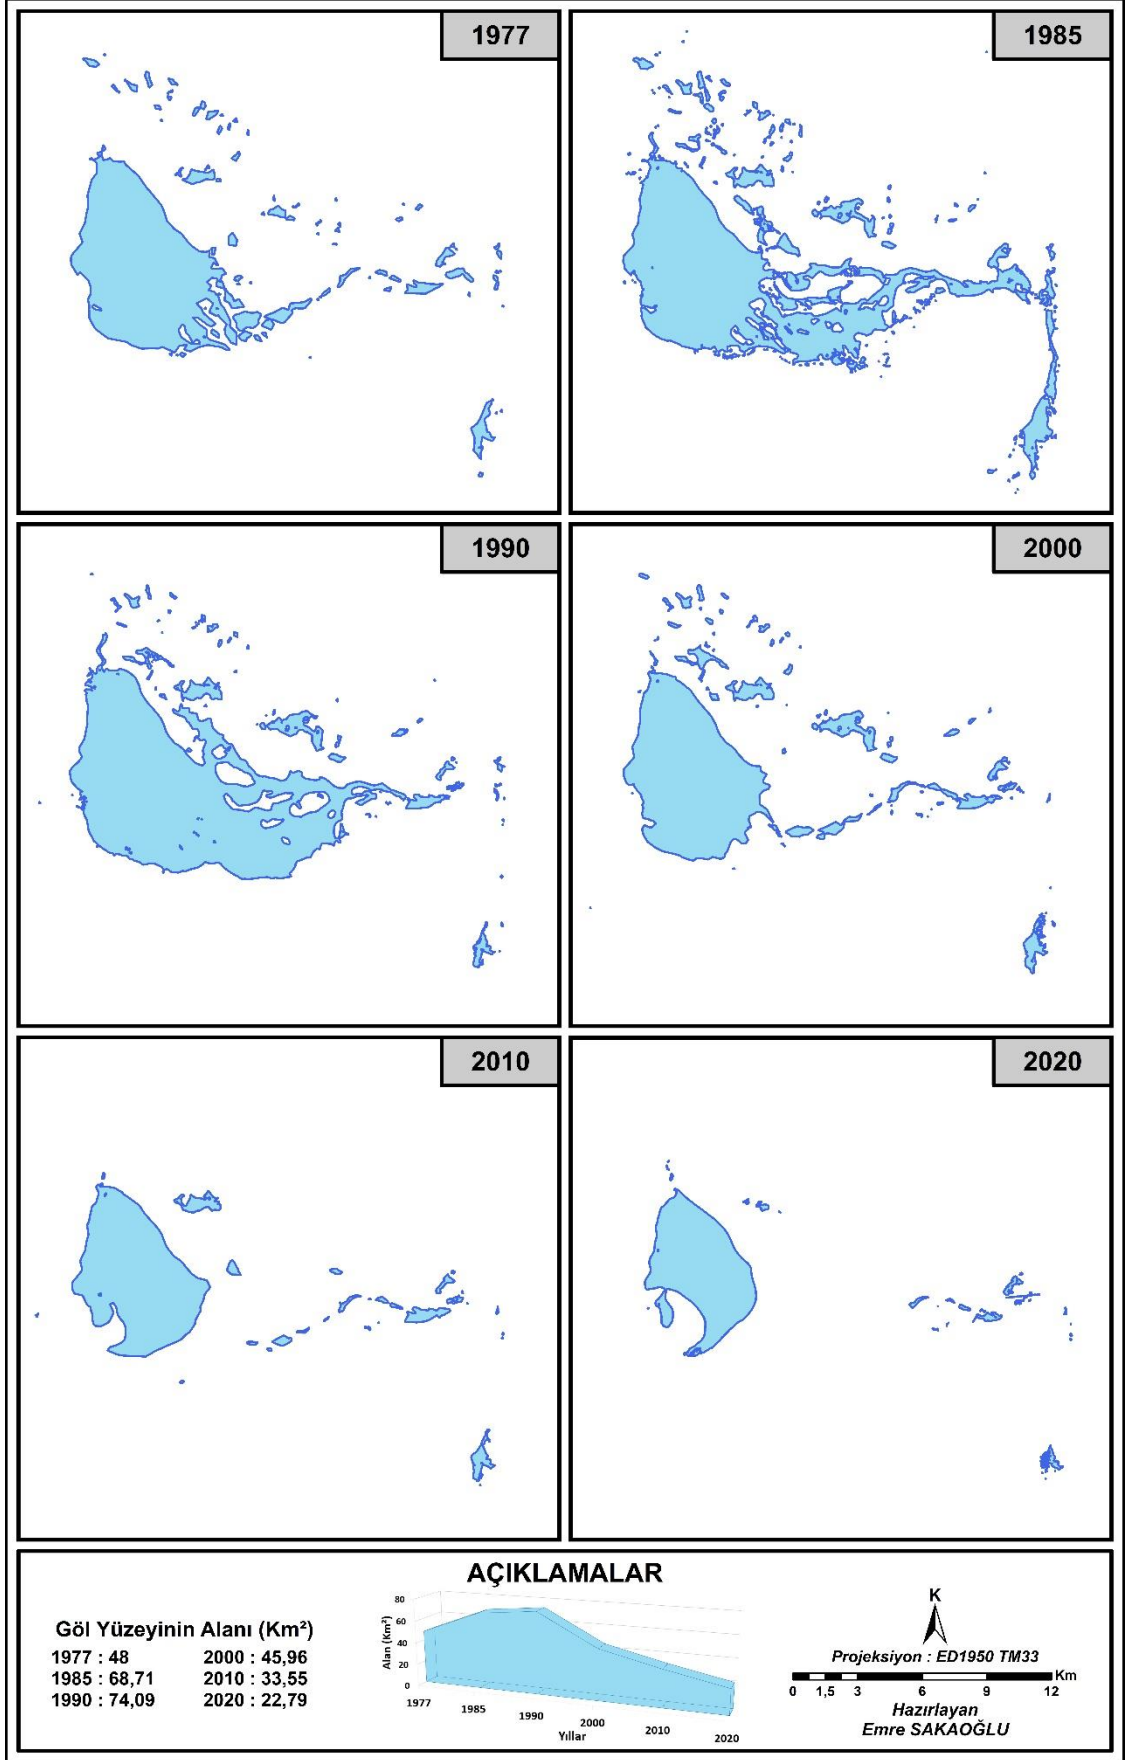 1977
1985
1990
2000
2010
2020
AÇIKLAMALAR
Göl Yüzeyinin Alanı (Km²)
1977 : 48 2000 : 45,96
1985 : 68,71 2010 : 33,55
1990 : 74,09 2020 : 22,79
Alan (Km²)
80
60
40
20
0
1977
1985
1990
2000
2010
2020
Yıllar
K
Projeksiyon : ED1950 TM33
Km
0 1,5 3 6 9 12
Hazırlayan
Emre SAKAOĞLU